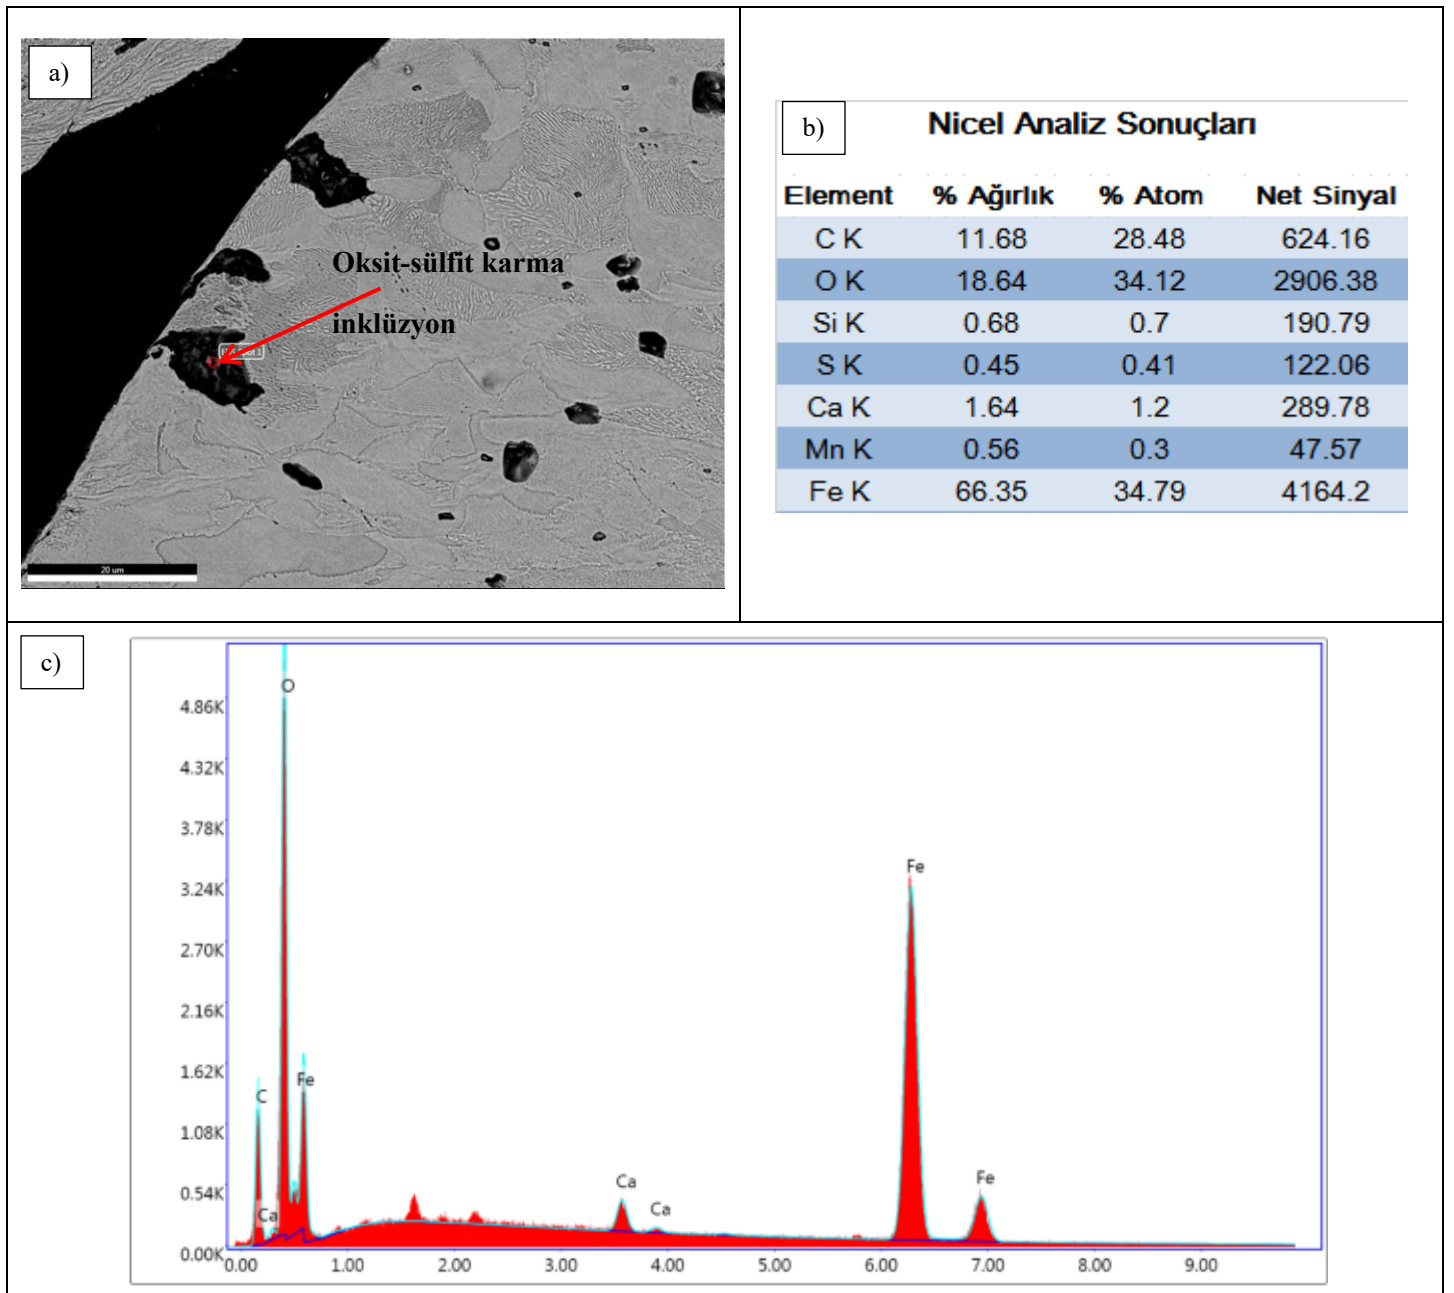 a)
Oksit-sülfit karma
inklüzyon
20 um
b)
Nicel Analiz Sonuçları
Element % Ağırlık % Atom Net Sinyal
C K 11.68 28.48 624.16
O K 18.64 34.12 2906.38
Si K 0.68 0.7 190.79
S K 0.45 0.41 122.06
Ca K 1.64 1.2 289.78
Mn K 0.56 0.3 47.57
Fe K 66.35 34.79 4164.2
c)
O
4.86K
4.32K
3.78K
Fe
3.24K
2.70K
2.16K
1.62K
Fe
C
1.08K
Ca
Fe
0.54K
Ca
Ca
0.00K
0.00 1.00 2.00 3.00 4.00 5.00 6.00 7.00 8.00 9.00